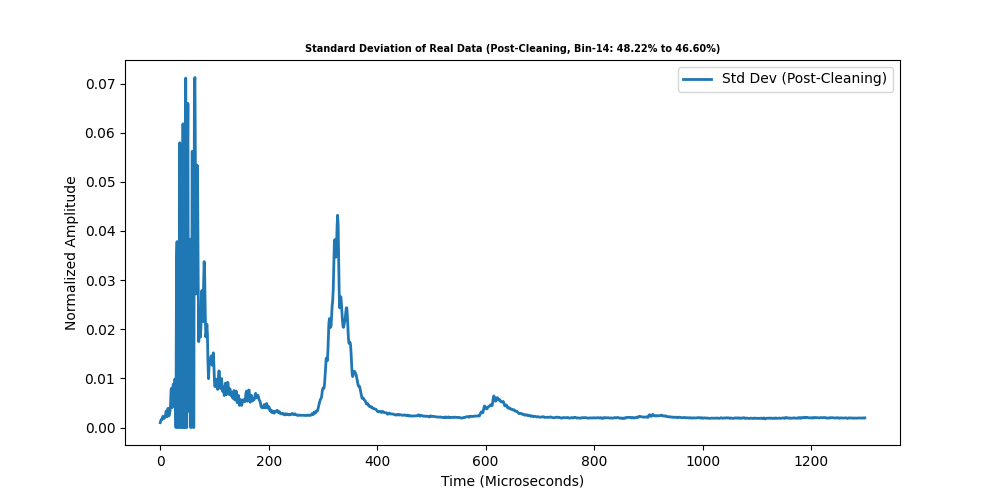 Standard Deviation of Real Data (Post-Cleaning, Bin-14: 48.22% to 46.60%)
Std Dev (Post-Cleaning)
Normalized Amplitude
0.07
0.06
0.05
0.04
0.03
0.02
0.01
0.00
0 200 400 600 800 1000 1200
Time (Microseconds)